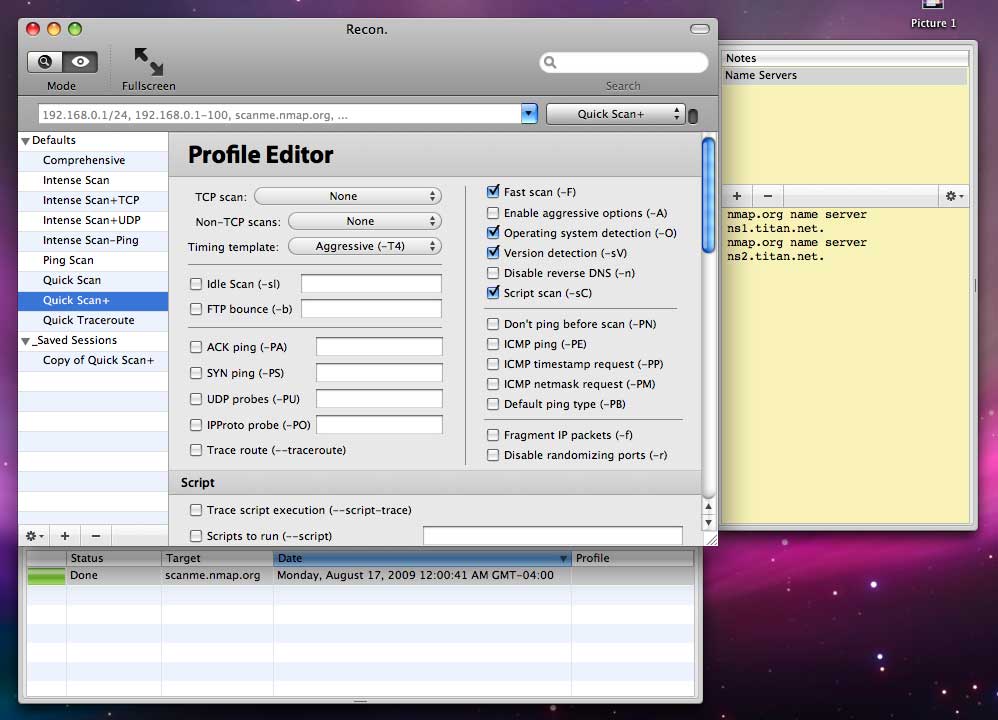 Picture 1
Recon.
Mode
Fullscreen
Search
192.168.0.1/24, 192.168.0.1-100, scanme.nmap.org, ...
Quick Scan+
Defaults
Comprehensive
Intense Scan
Intense Scan+TCP
Intense Scan+UDP
Intense Scan-Ping
Ping Scan
Quick Scan
Quick Scan+
Quick Traceroute
_Saved Sessions
Copy of Quick Scan+
Profile Editor
TCP scan: None
Non-TCP scans: None
Timing template: Aggressive (-T4)
Idle Scan (-sI)
FTP bounce (-b)
ACK ping (-PA)
SYN ping (-PS)
UDP probes (-PU)
IPProto probe (-PO)
Trace route (--traceroute)
Fast scan (-F)
Enable aggressive options (-A)
Operating system detection (-O)
Version detection (-sV)
Disable reverse DNS (-n)
Script scan (-sC)
Don't ping before scan (-PN)
ICMP ping (-PE)
ICMP timestamp request (-PP)
ICMP netmask request (-PM)
Default ping type (-PB)
Fragment IP packets (-f)
Disable randomizing ports (-r)
Script
Trace script execution (--script-trace)
Scripts to run (--script)
Notes
Name Servers
nmap.org name server
ns1.titan.net.
nmap.org name server
ns2.titan.net.
Status Target Date Profile
Done scanme.nmap.org Monday, August 17, 2009 12:00:41 AM GMT-04:00